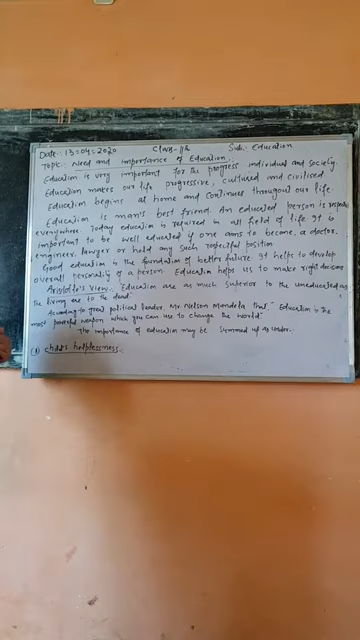 Date:- 13-04-2020 Class-11th Sub:- Education
Topic:- Need and importance of Education :-
Education is very important for the progress individual and society.
Education makes our life progressive, cultured and civilised
Education begins at home and continues througout our life.
Education is man's best friend. An educated person is
everywhere. Today education is required in all field of life. It is
important to be well educated if one aims to become, a doctor,
engineer, lawyer or hold any such position
Good education is the foundation of better future. It helps to develop
overall personality of a person. Education helps us to make right decisions
Aristotle's view. "Education are as much superior to the uneducated as
the living are to the dead."
According to great political leader, Mr Nelson Mandela that, "Education is the
most powerful weapon which you can use to change the world."
The importance of education may be summed up as under.
(1) child's helplessness.